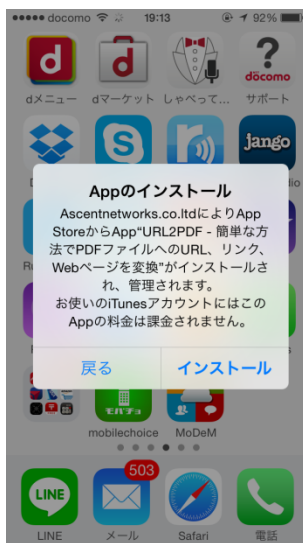 docomo 19:13 92%
d d ? docomo
dメニュー dマーケット しゃべって... サポート
S jango
Appのインストール
Ascentnetworks.co.ltdによりApp
StoreからApp“URL2PDF - 簡単な方
法でPDFファイルへのURL、リンク、
Webページを変換”がインストールさ
れ、管理されます。
お使いのiTunesアカウントにはこの
Appの料金は課金されません。
戻る インストール
モバチョ
mobilechoice MoDeM
503
LINE
LINE メール Safari 電話